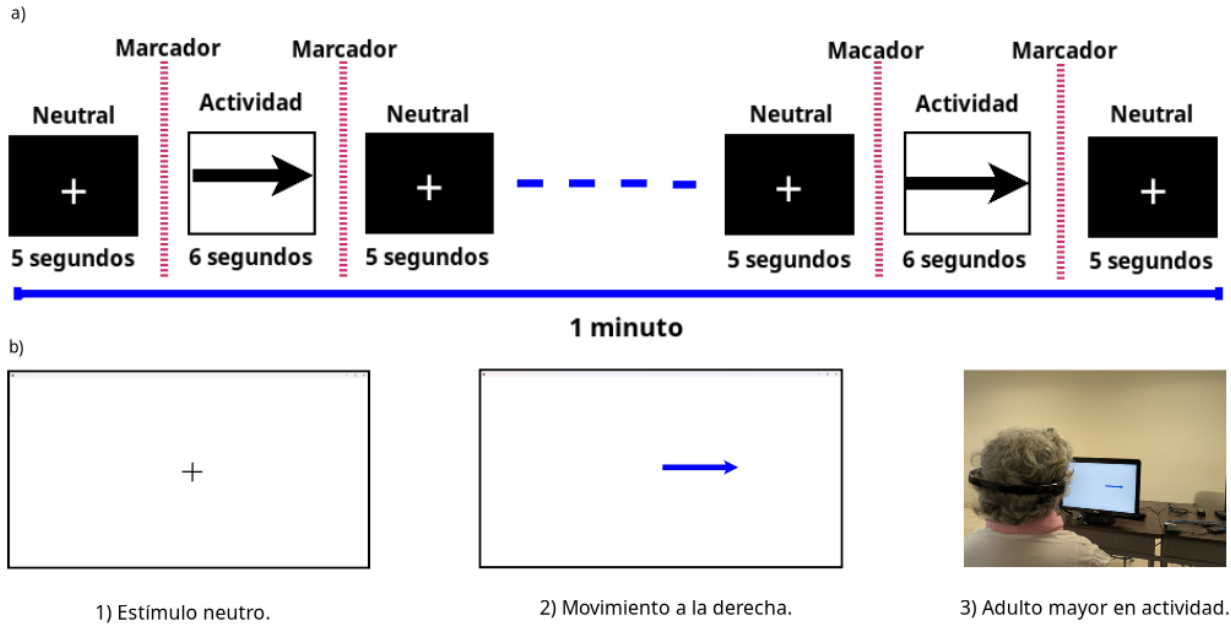 a)
Marcador
Marcador
Macador
Marcador
Neutral
Actividad
Neutral
Neutral
Actividad
Neutral
5 segundos
6 segundos
5 segundos
5 segundos
6 segundos
5 segundos
1 minuto
b)
1) Estímulo neutro.
2) Movimiento a la derecha.
3) Adulto mayor en actividad.